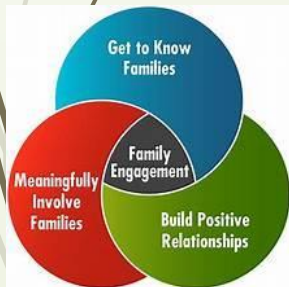 Get to Know
Families
Family
Engagement
Meaningfully
Involve
Families
Build Positive
Relationships